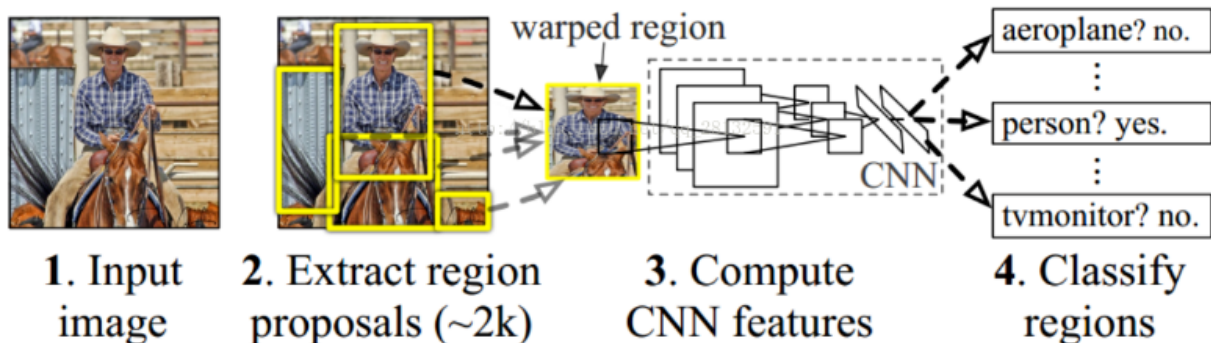 warped region
aeroplane? no.
person? yes.
CNN
tvmonitor? no.
1. Input
image
2. Extract region
proposals (~2k)
3. Compute
CNN features
4. Classify
regions